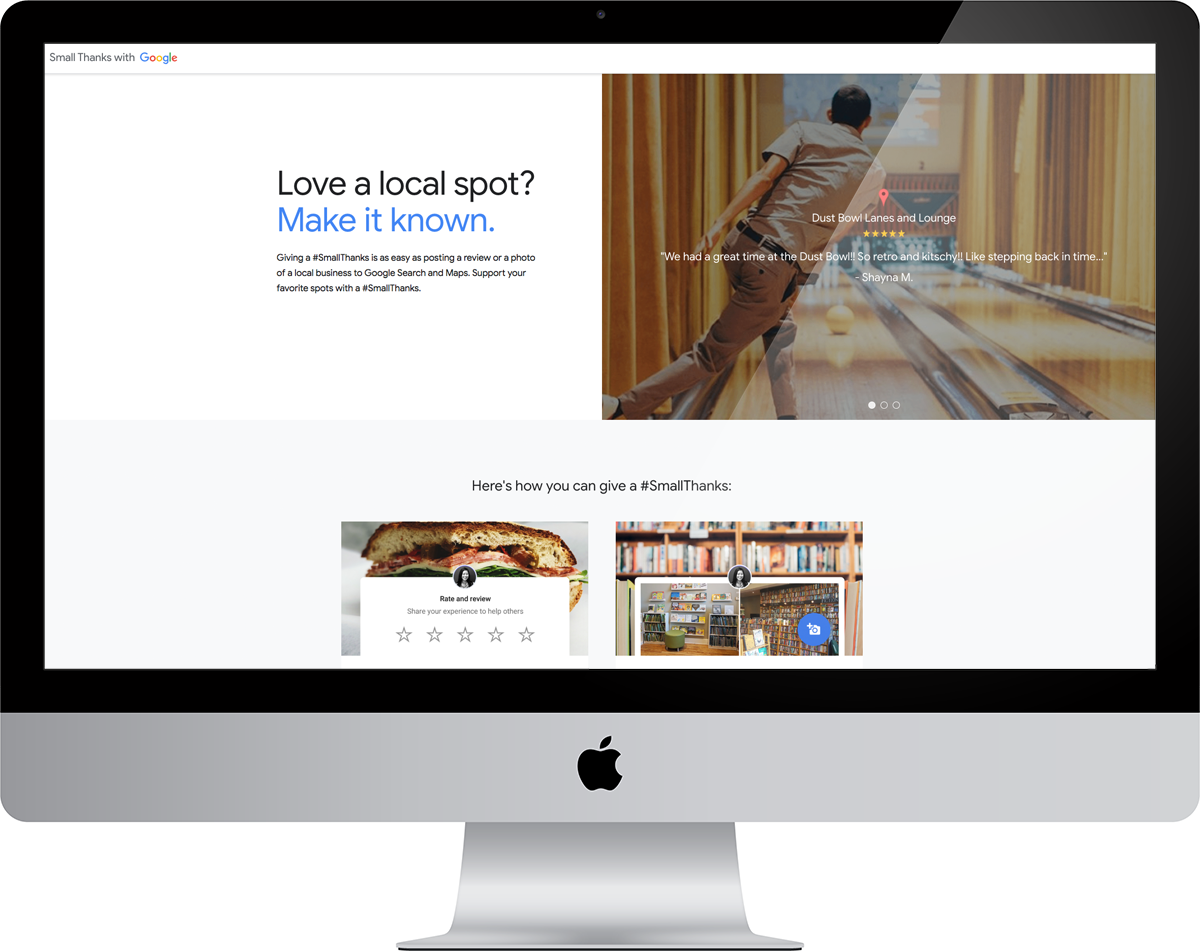 Small Thanks with Google
Love a local spot?
Make it known.
Giving a #SmallThanks is as easy as posting a review or a photo
of a local business to Google Search and Maps. Support your
favorite spots with a #SmallThanks.
2
Dust Bowl Lanes and Lounge
"We had a great time at the Dust Bowl!! So retro and kitschy!! Like stepping back in time..."
- Shayna M.
Here's how you can give a #SmallThanks:
Rate and review
Share your experience to help others